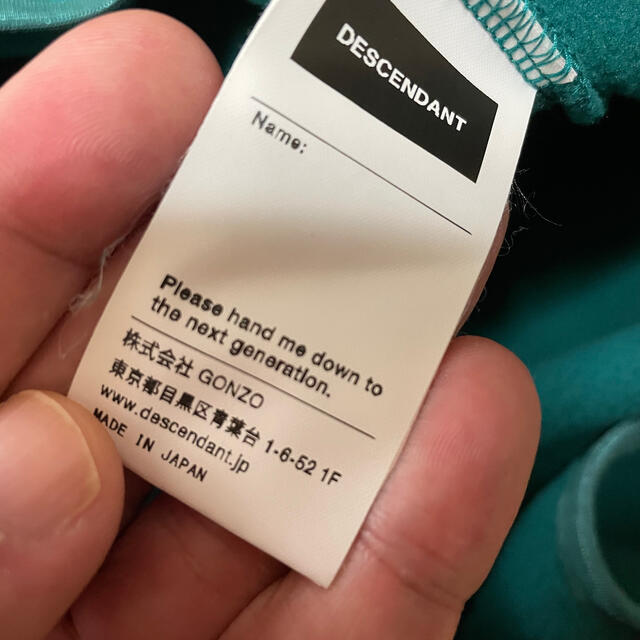 DESCENDANT
Name:
Please hand me down to
the next generation.
株式会社 GONZO
東京都目黒区青葉台 1-6-52 1F
www.descendant.jp
MADE IN JAPAN